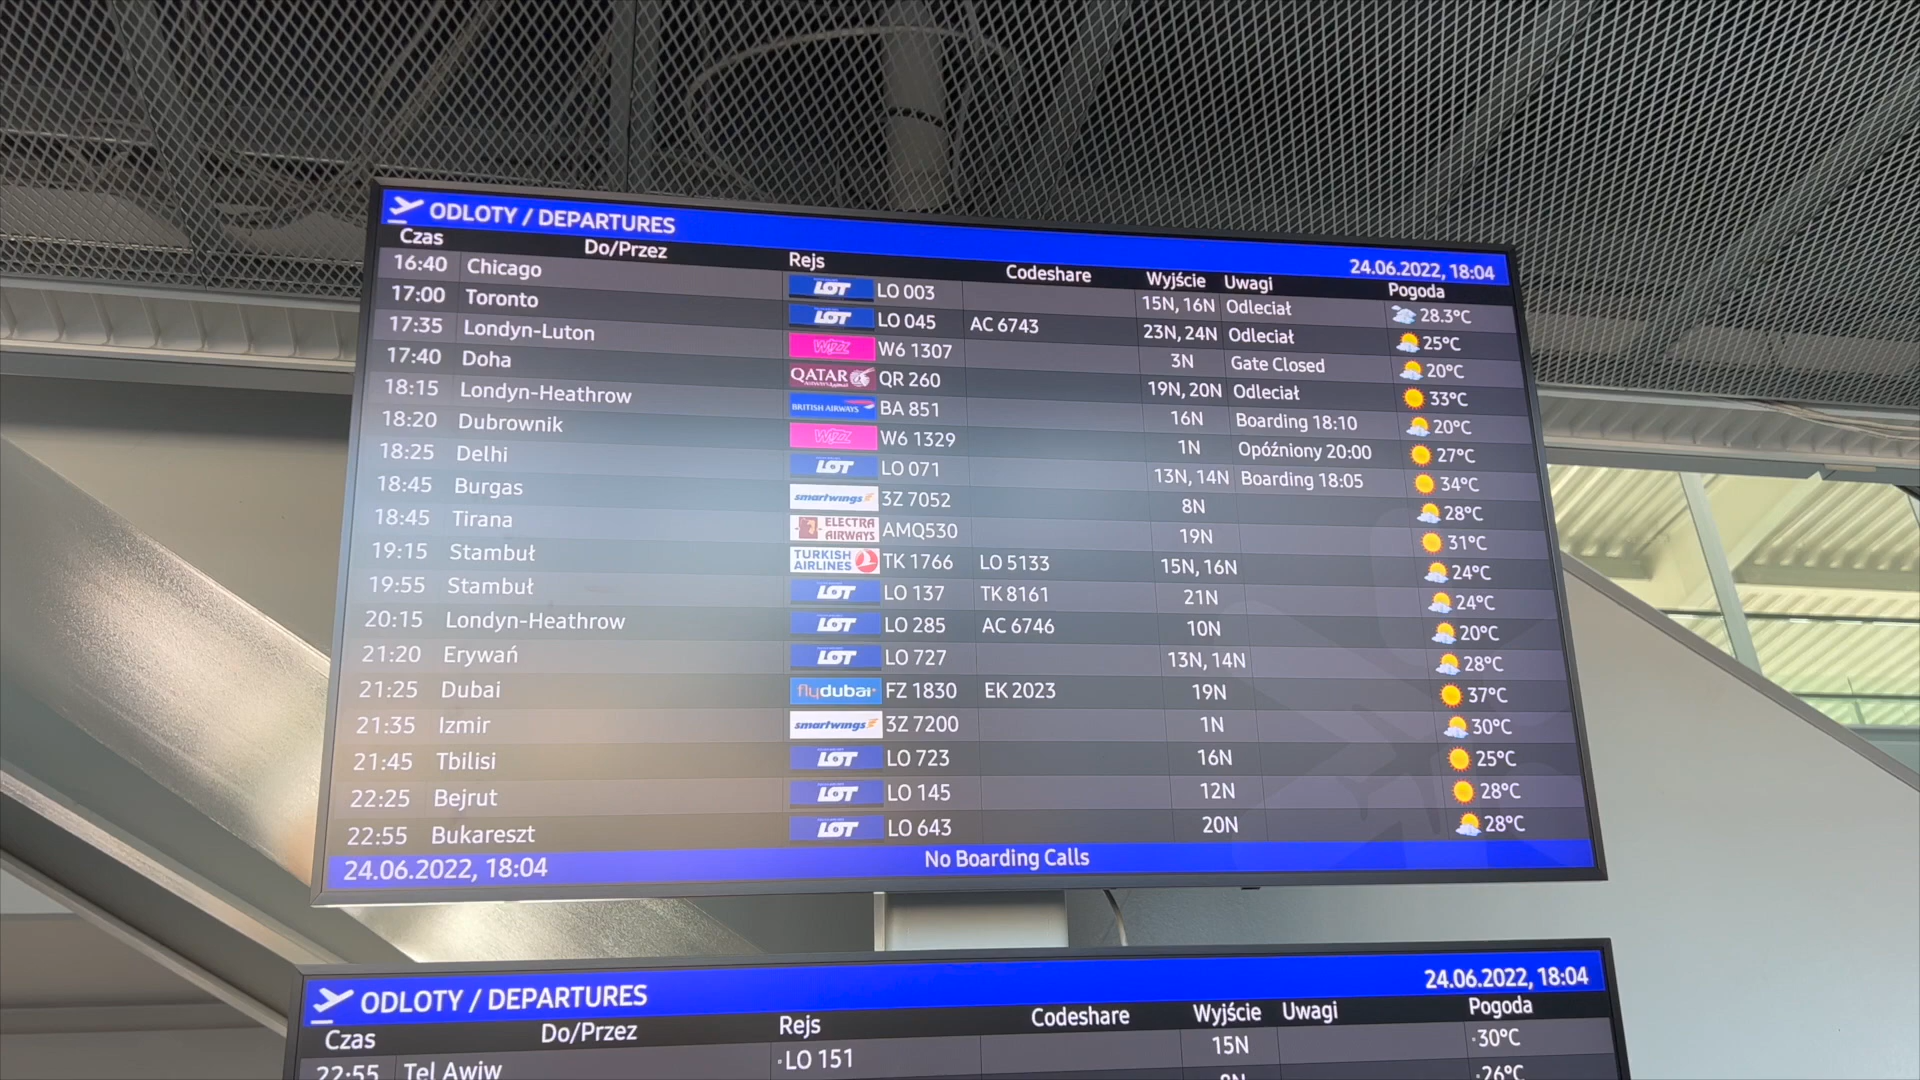 ODLOTY / DEPARTURES 24.06.2022, 18:04
Czas Do/Przez Rejs Codeshare Wyjście Uwagi Pogoda
16:40 Chicago LOT LO 003 15N, 16N Odleciał 28.3°C
17:00 Toronto LOT LO 045 AC 6743 23N, 24N Odleciał 25°C
17:35 Londyn-Luton WIZZ W6 1307 3N Gate Closed 20°C
17:40 Doha QATAR QR 260 19N, 20N Odleciał 33°C
18:15 Londyn-Heathrow BRITISH AIRWAYS BA 851 16N Boarding 18:10 20°C
18:20 Dubrownik WIZZ W6 1329 1N Opóźniony 20:00 27°C
18:25 Delhi LOT LO 071 13N, 14N Boarding 18:05 34°C
18:45 Burgas smartwings 3Z 7052 8N 28°C
18:45 Tirana ELECTRA AIRWAYS AMQ530 19N 31°C
19:15 Stambuł TURKISH AIRLINES TK 1766 LO 5133 15N, 16N 24°C
19:55 Stambuł LOT LO 137 TK 8161 21N 24°C
20:15 Londyn-Heathrow LOT LO 285 AC 6746 10N 20°C
21:20 Erywań LOT LO 727 13N, 14N 28°C
21:25 Dubai flydubai FZ 1830 EK 2023 19N 37°C
21:35 Izmir smartwings 3Z 7200 1N 30°C
21:45 Tbilisi LOT LO 723 16N 25°C
22:25 Bejrut LOT LO 145 12N 28°C
22:55 Bukareszt LOT LO 643 20N 28°C
24.06.2022, 18:04 No Boarding Calls
ODLOTY / DEPARTURES 24.06.2022, 18:04
Czas Do/Przez Rejs Codeshare Wyjście Uwagi Pogoda
22:55 Tel Awiw LO 151 15N 30°C
26°C